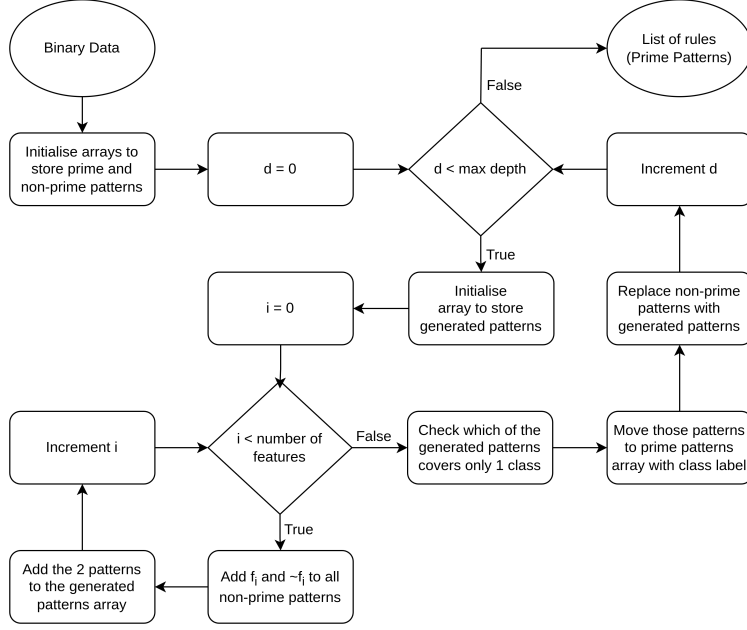 Binary Data
List of rules
(Prime Patterns)
False
Initialise arrays to
store prime and
non-prime patterns
d = 0
d < max depth
Increment d
True
i = 0
Initialise
array to store
generated patterns
Replace non-prime
patterns with
generated patterns
Increment i
i < number of
features
False
Check which of the
generated patterns
covers only 1 class
Move those patterns
to prime patterns
array with class label
True
Add the 2 patterns
to the generated
patterns array
Add fi and ~fi to all
non-prime patterns